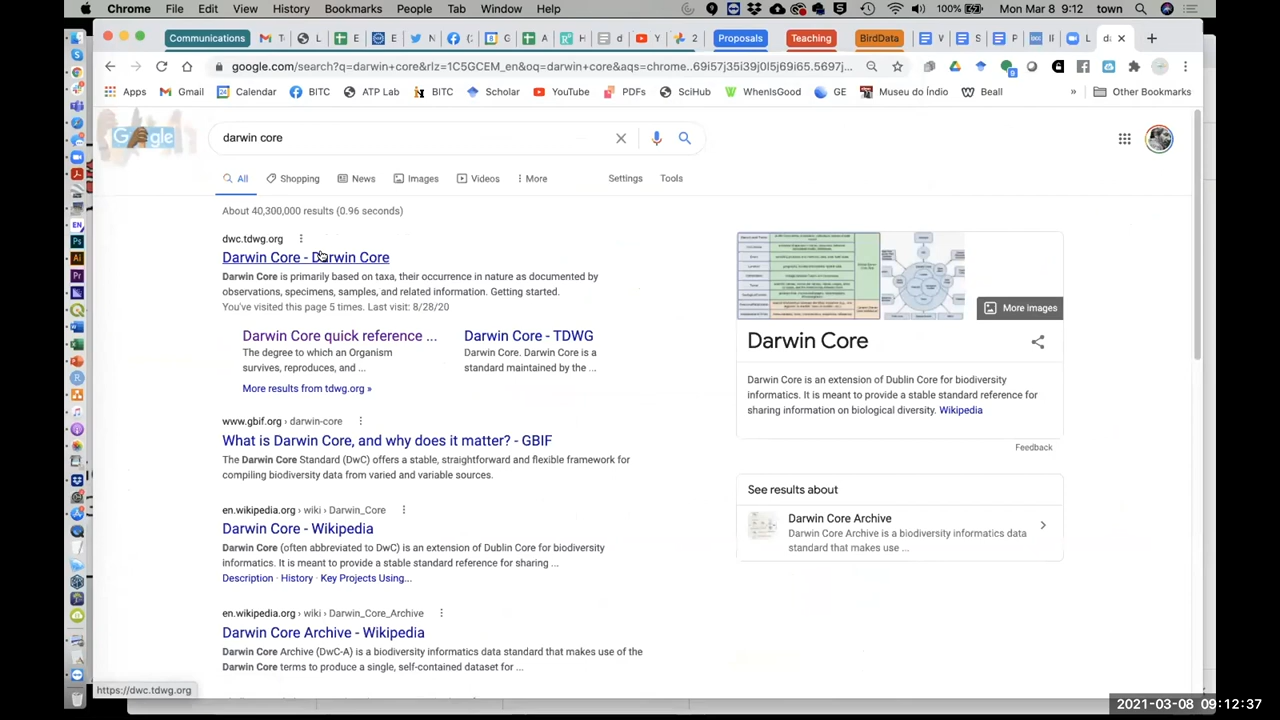 Chrome File Edit View History Bookmarks People Tab Window Help 100% Mon Mar 8 9:12 town
Communications Proposals Teaching BirdData
google.com/search?q=darwin+core&rlz=1C5GCEM_en&oq=darwin+core&aqs=chrome..69i57j35i39j0l5j69i65.5697j...
Apps Gmail Calendar BITC ATP Lab BITC Scholar YouTube PDFs SciHub WhenIsGood GE Museu do Índio Beall » Other Bookmarks
Google
darwin core
All Shopping News Images Videos More Settings Tools
About 40,300,000 results (0.96 seconds)
dwc.tdwg.org
Darwin Core - Darwin Core
Darwin Core is primarily based on taxa, their occurrence in nature as documented by
observations, specimens, samples, and related information. Getting started.
You've visited this page 5 times. Last visit: 8/28/20
Darwin Core quick reference ...
The degree to which an Organism
survives, reproduces, and ...
Darwin Core - TDWG
Darwin Core. Darwin Core is a
standard maintained by the ...
More results from tdwg.org »
www.gbif.org › darwin-core
What is Darwin Core, and why does it matter? - GBIF
The Darwin Core Standard (DwC) offers a stable, straightforward and flexible framework for
compiling biodiversity data from varied and variable sources.
en.wikipedia.org › wiki › Darwin_Core
Darwin Core - Wikipedia
Darwin Core (often abbreviated to DwC) is an extension of Dublin Core for biodiversity
informatics. It is meant to provide a stable standard reference for sharing ...
Description · History · Key Projects Using...
en.wikipedia.org › wiki › Darwin_Core_Archive
Darwin Core Archive - Wikipedia
Darwin Core Archive (DwC-A) is a biodiversity informatics data standard that makes use of the
Darwin Core terms to produce a single, self-contained dataset for ...
More images
Darwin Core
Darwin Core is an extension of Dublin Core for biodiversity
informatics. It is meant to provide a stable standard reference for
sharing information on biological diversity. Wikipedia
Feedback
See results about
Darwin Core Archive
Darwin Core Archive is a biodiversity informatics data
standard that makes use of ...
https://dwc.tdwg.org
2021-03-08 09:12:37